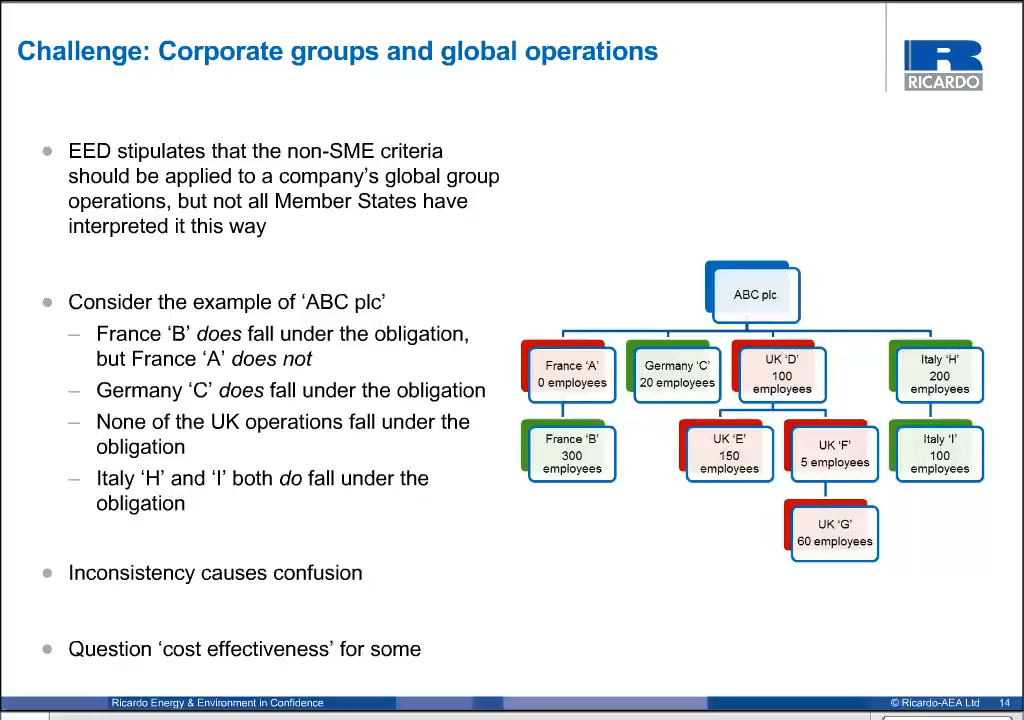 Challenge: Corporate groups and global operations
RICARDO
EED stipulates that the non-SME criteria
should be applied to a company's global group
operations, but not all Member States have
interpreted it this way
Consider the example of 'ABC plc'
– France 'B' does fall under the obligation,
but France 'A' does not
– Germany 'C' does fall under the obligation
– None of the UK operations fall under the
obligation
– Italy 'H' and 'I' both do fall under the
obligation
Inconsistency causes confusion
Question 'cost effectiveness' for some
ABC plc
France 'A'
0 employees
Germany 'C'
20 employees
UK 'D'
100
employees
Italy 'H'
200
employees
France 'B'
300
employees
UK 'E'
150
employees
UK 'F'
5 employees
Italy 'I'
100
employees
UK 'G'
60 employees
Ricardo Energy & Environment in Confidence
© Ricardo-AEA Ltd 14